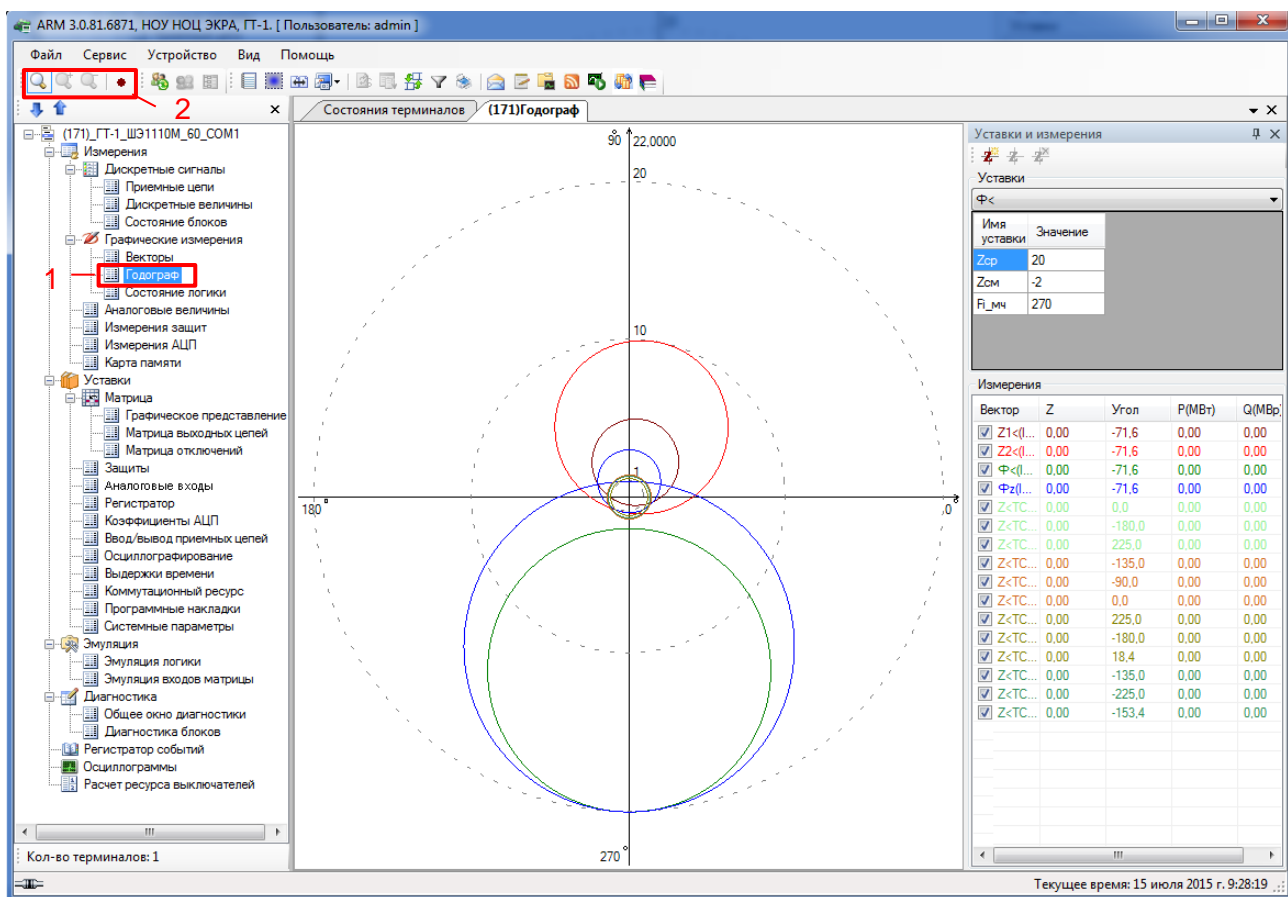 ARM 3.0.81.6871, НОУ НОЦ ЭКРА, ГТ-1. [ Пользователь: admin ]
Файл Сервис Устройство Вид Помощь
2
Состояния терминалов (171)Годограф
(171)_ГТ-1_ШЭ1110М_60_COM1
Измерения
Дискретные сигналы
Приемные цепи
Дискретные величины
Состояние блоков
Графические измерения
Векторы
1
Годограф
Состояние логики
Аналоговые величины
Измерения защит
Измерения АЦП
Карта памяти
Уставки
Матрица
Графическое представление
Матрица выходных цепей
Матрица отключений
Защиты
Аналоговые входы
Регистратор
Коэффициенты АЦП
Ввод/вывод приемных цепей
Осциллографирование
Выдержки времени
Коммутационный ресурс
Программные накладки
Системные параметры
Эмуляция
Эмуляция логики
Эмуляция входов матрицы
Диагностика
Общее окно диагностики
Диагностика блоков
Регистратор событий
Осциллограммы
Расчет ресурса выключателей
Кол-во терминалов: 1
90° 22,0000
20
10
1
180° 0°
270°
Уставки и измерения
Уставки
Ф<
Имя уставки Значение
Zср 20
Zсм -2
Fi_мч 270
Измерения
Вектор Z Угол P(МВт) Q(МВр
Z1<(I... 0,00 -71,6 0,00 0,00
Z2<(I... 0,00 -71,6 0,00 0,00
Ф<(I... 0,00 -71,6 0,00 0,00
Фz(I... 0,00 -71,6 0,00 0,00
Z<ТС... 0,00 0,0 0,00 0,00
Z<ТС... 0,00 -180,0 0,00 0,00
Z<ТС... 0,00 225,0 0,00 0,00
Z<ТС... 0,00 -135,0 0,00 0,00
Z<ТС... 0,00 -90,0 0,00 0,00
Z<ТС... 0,00 0,0 0,00 0,00
Z<ТС... 0,00 225,0 0,00 0,00
Z<ТС... 0,00 -180,0 0,00 0,00
Z<ТС... 0,00 18,4 0,00 0,00
Z<ТС... 0,00 -135,0 0,00 0,00
Z<ТС... 0,00 -225,0 0,00 0,00
Z<ТС... 0,00 -153,4 0,00 0,00
Текущее время: 15 июля 2015 г. 9:28:19